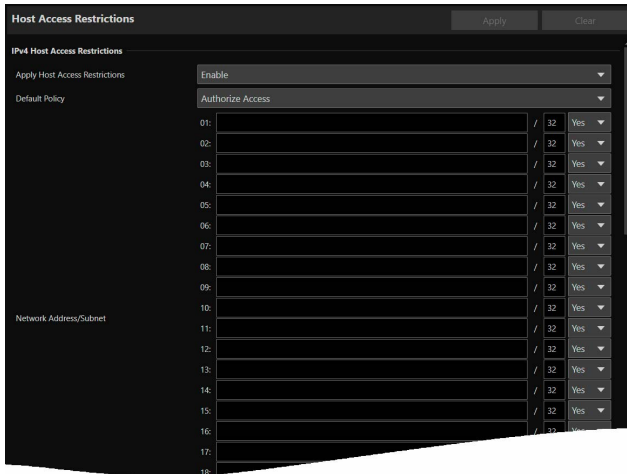 Host Access Restrictions Apply Clear
IPv4 Host Access Restrictions
Apply Host Access Restrictions Enable
Default Policy Authorize Access
01: / 32 Yes
02: / 32 Yes
03: / 32 Yes
04: / 32 Yes
05: / 32 Yes
06: / 32 Yes
07: / 32 Yes
08: / 32 Yes
09: / 32 Yes
Network Address/Subnet
10: / 32 Yes
11: / 32 Yes
12: / 32 Yes
13: / 32 Yes
14: / 32 Yes
15: / 32 Yes
16: / 32
17:
18: